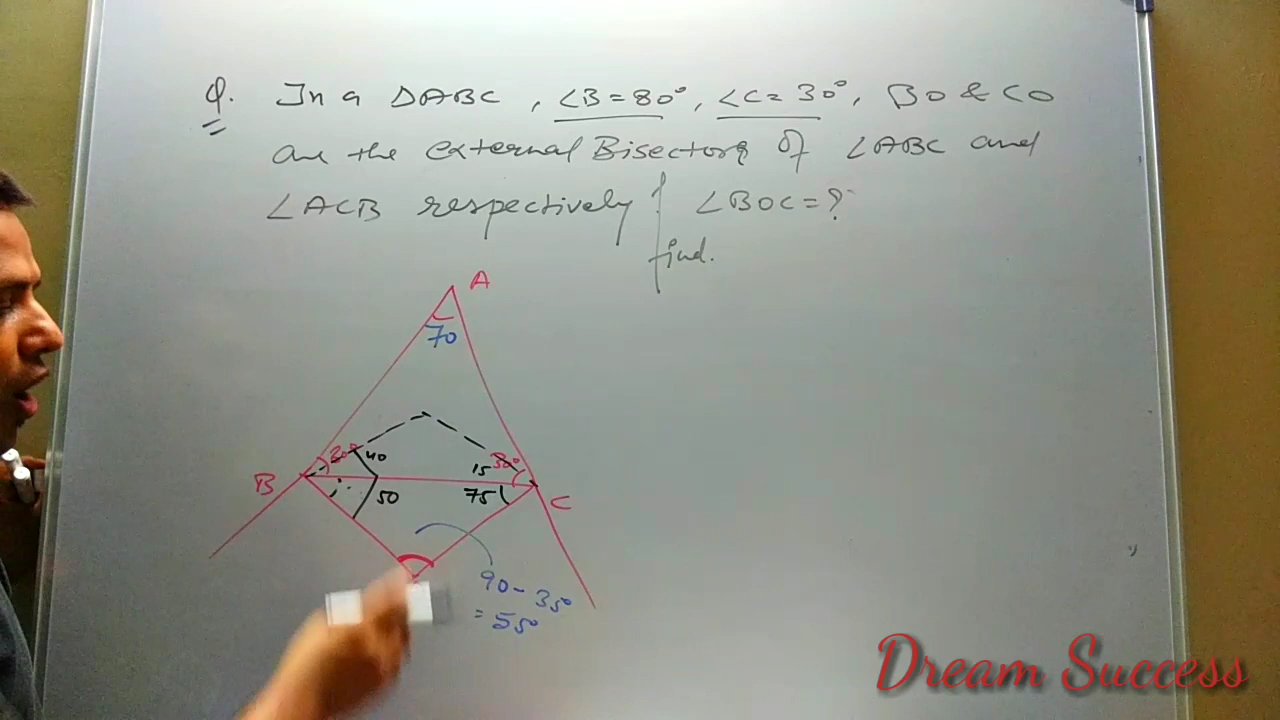 Q. In a ΔABC, ∠B=80°, ∠C=30°, BO & CO
are the external Bisectors of ∠ABC and
∠ACB respectively ∠BOC=?
find.
A
70
80° 40 15 30°
B 50 75 C
90-35°
= 55°
Dream Success